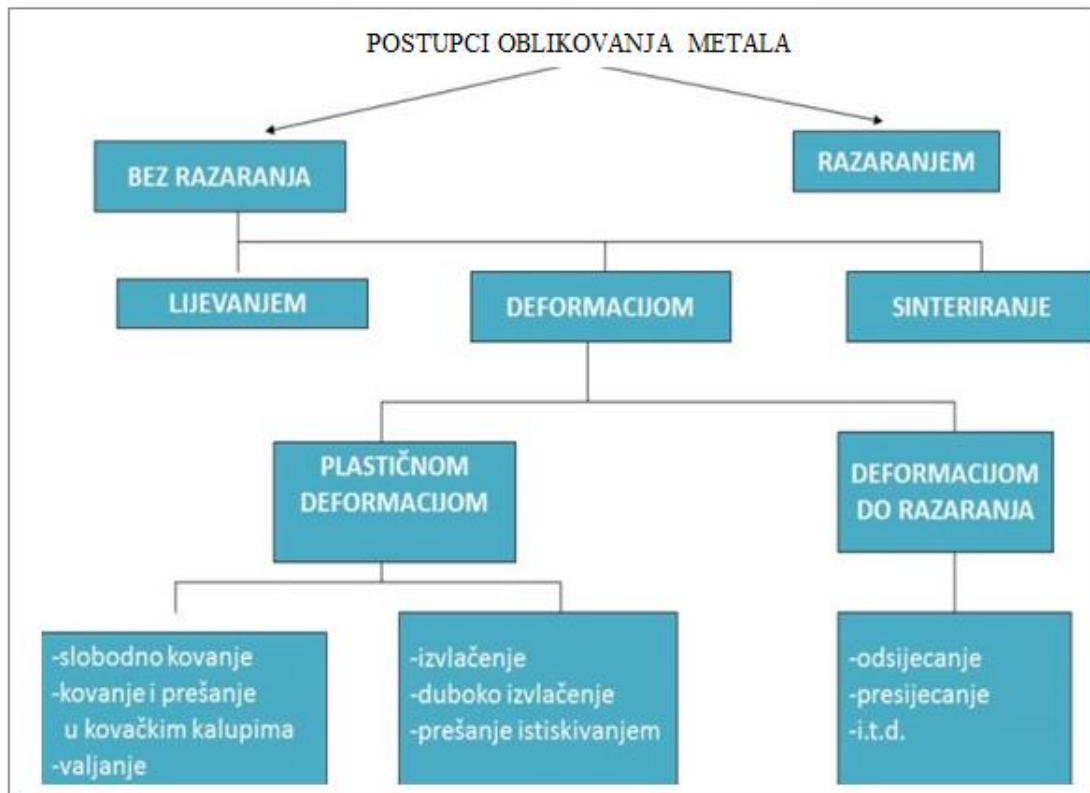 POSTUPCI OBLIKOVANJA METALA
BEZ RAZARANJA
RAZARANJEM
LIJEVANJEM
DEFORMACIJOM
SINTERIRANJE
PLASTIČNOM
DEFORMACIJOM
DEFORMACIJOM
DO RAZARANJA
-slobodno kovanje
-kovanje i prešanje
u kovačkim kalupima
-valjanje
-izvlačenje
-duboko izvlačenje
-prešanje istiskivanjem
-odsijecanje
-presijecanje
-i.t.d.